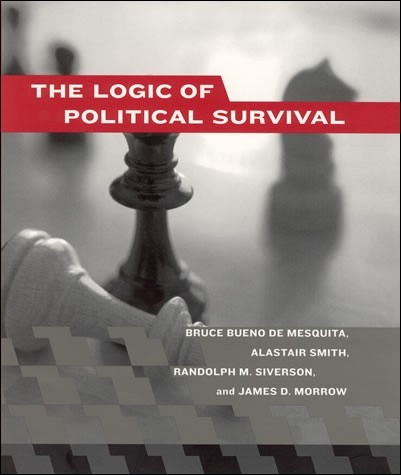 THE LOGIC OF
POLITICAL SURVIVAL
BRUCE BUENO DE MESQUITA,
ALASTAIR SMITH,
RANDOLPH M. SIVERSON,
and JAMES D. MORROW